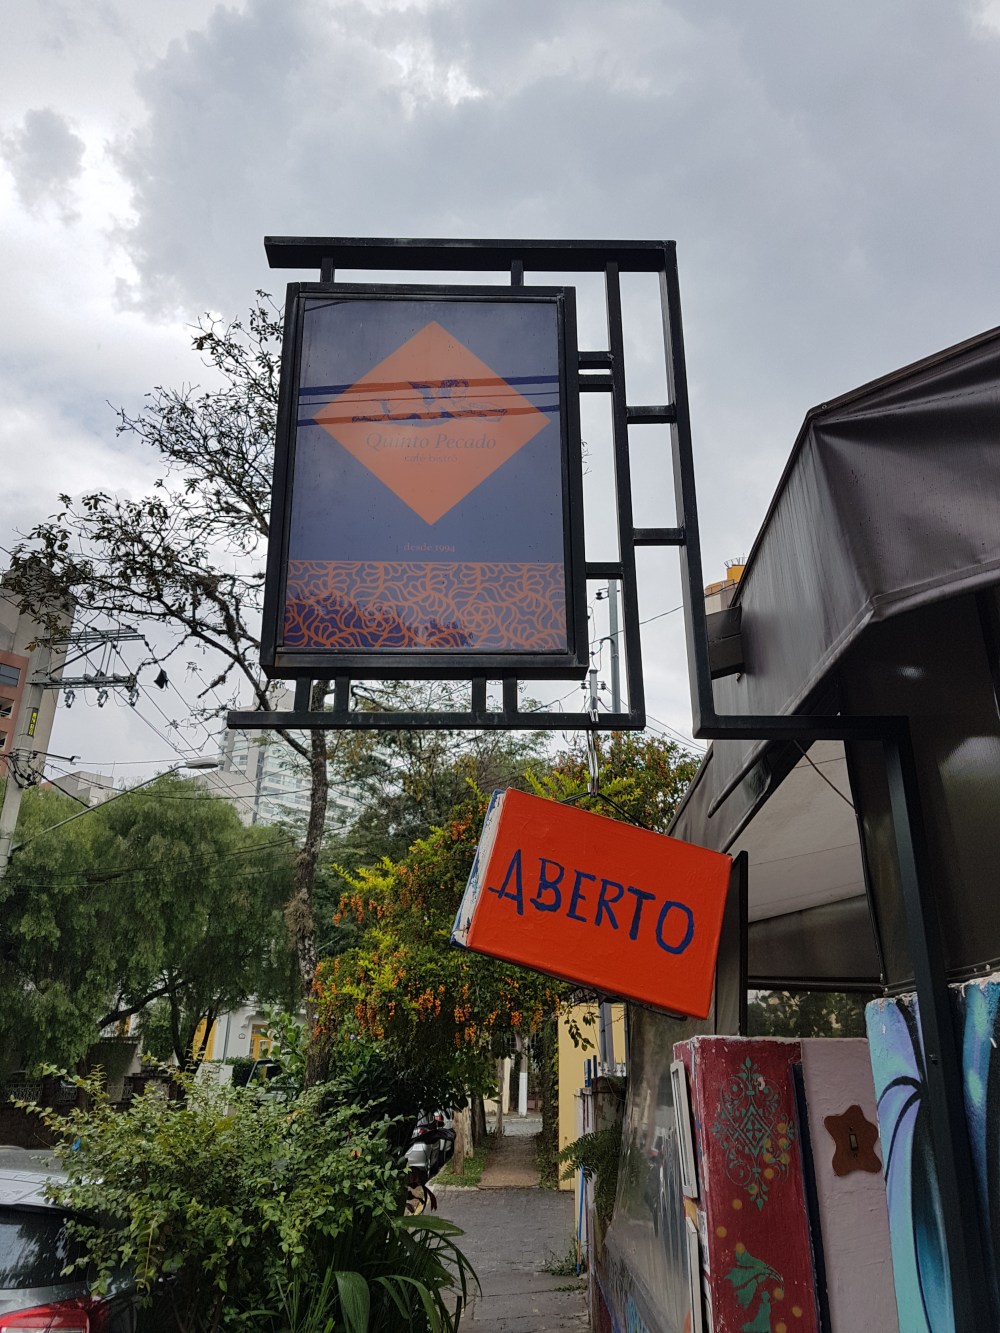 Quinto Pecado
desde 1994
ABERTO